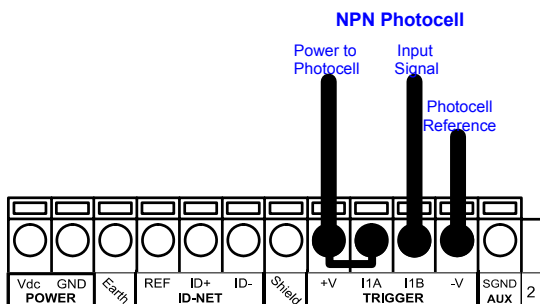 NPN Photocell
Power to
Photocell
Input
Signal
Photocell
Reference
Vdc GND Earth REF ID+ ID- Shield +V I1A I1B -V SGND 2
POWER ID-NET TRIGGER AUX